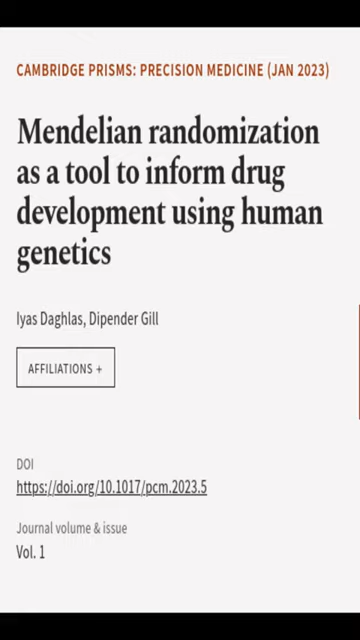 CAMBRIDGE PRISMS: PRECISION MEDICINE (JAN 2023)
Mendelian randomization
as a tool to inform drug
development using human
genetics
Iyas Daghlas, Dipender Gill
AFFILIATIONS +
DOI
https://doi.org/10.1017/pcm.2023.5
Journal volume & issue
Vol. 1